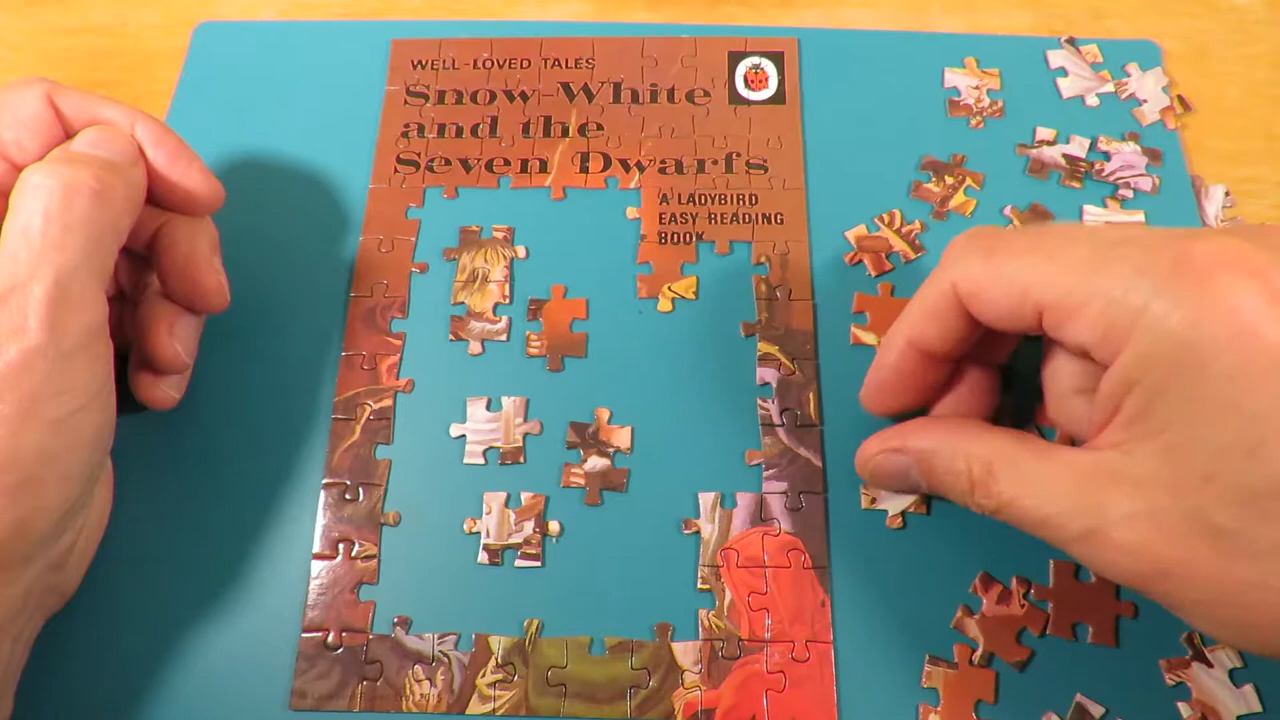 WELL-LOVED TALES
Snow-White
and the
Seven Dwarfs
A LADYBIRD
EASY READING
BOOK